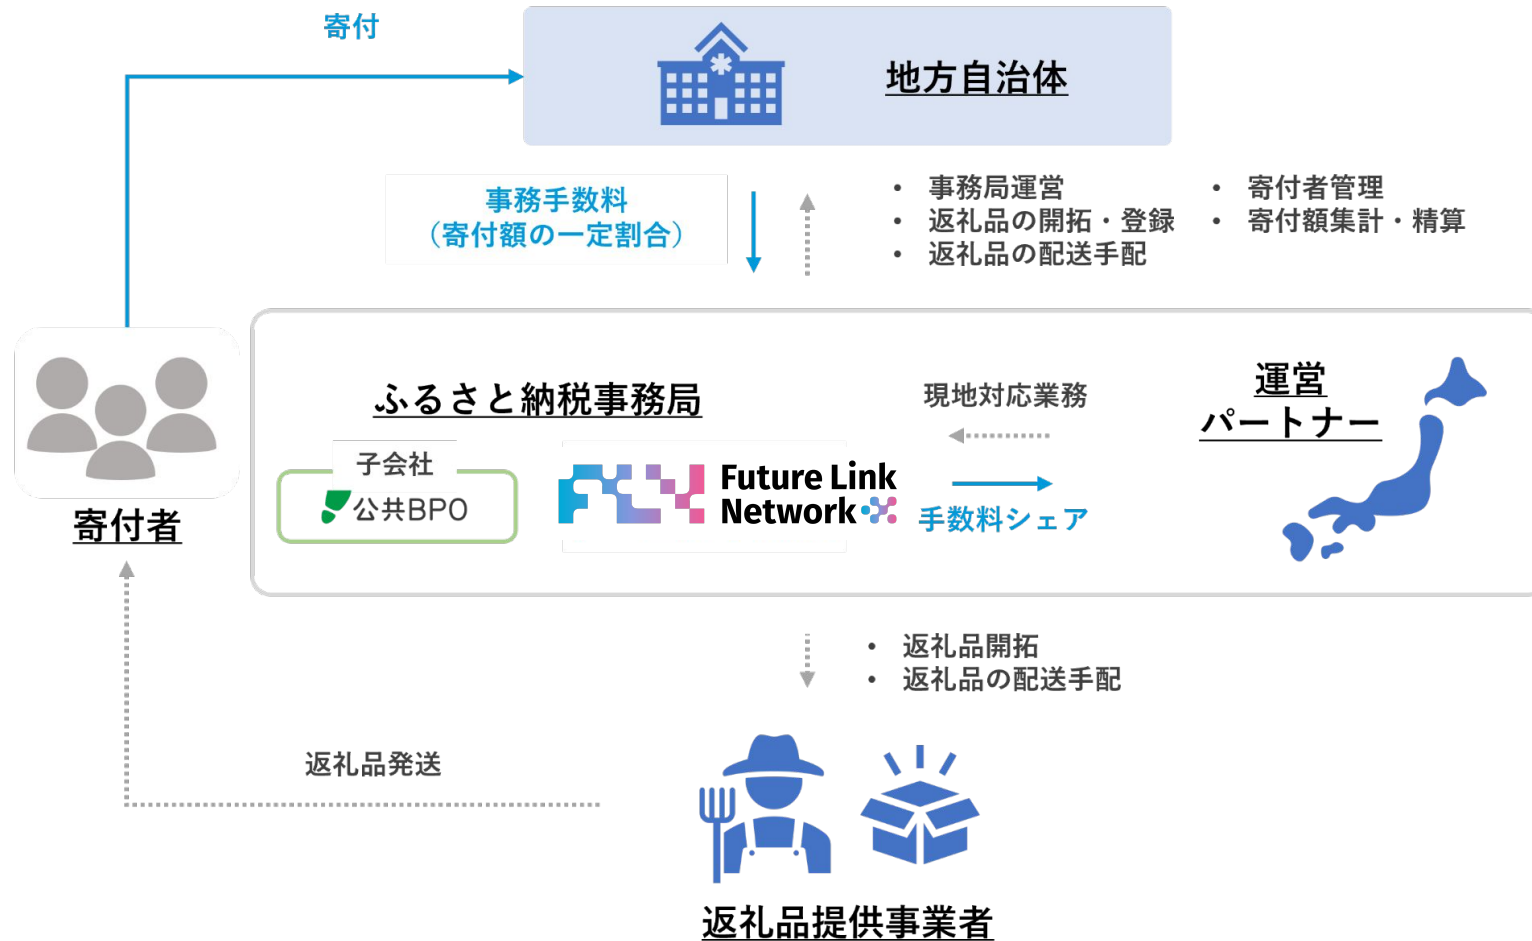 寄付
地方自治体
事務手数料
（寄付額の一定割合）
• 事務局運営
• 返礼品の開拓・登録
• 返礼品の配送手配
• 寄付者管理
• 寄付額集計・精算
ふるさと納税事務局
子会社
公共BPO
Future Link
Network
現地対応業務
手数料シェア
運営
パートナー
寄付者
• 返礼品開拓
• 返礼品の配送手配
返礼品発送
返礼品提供事業者